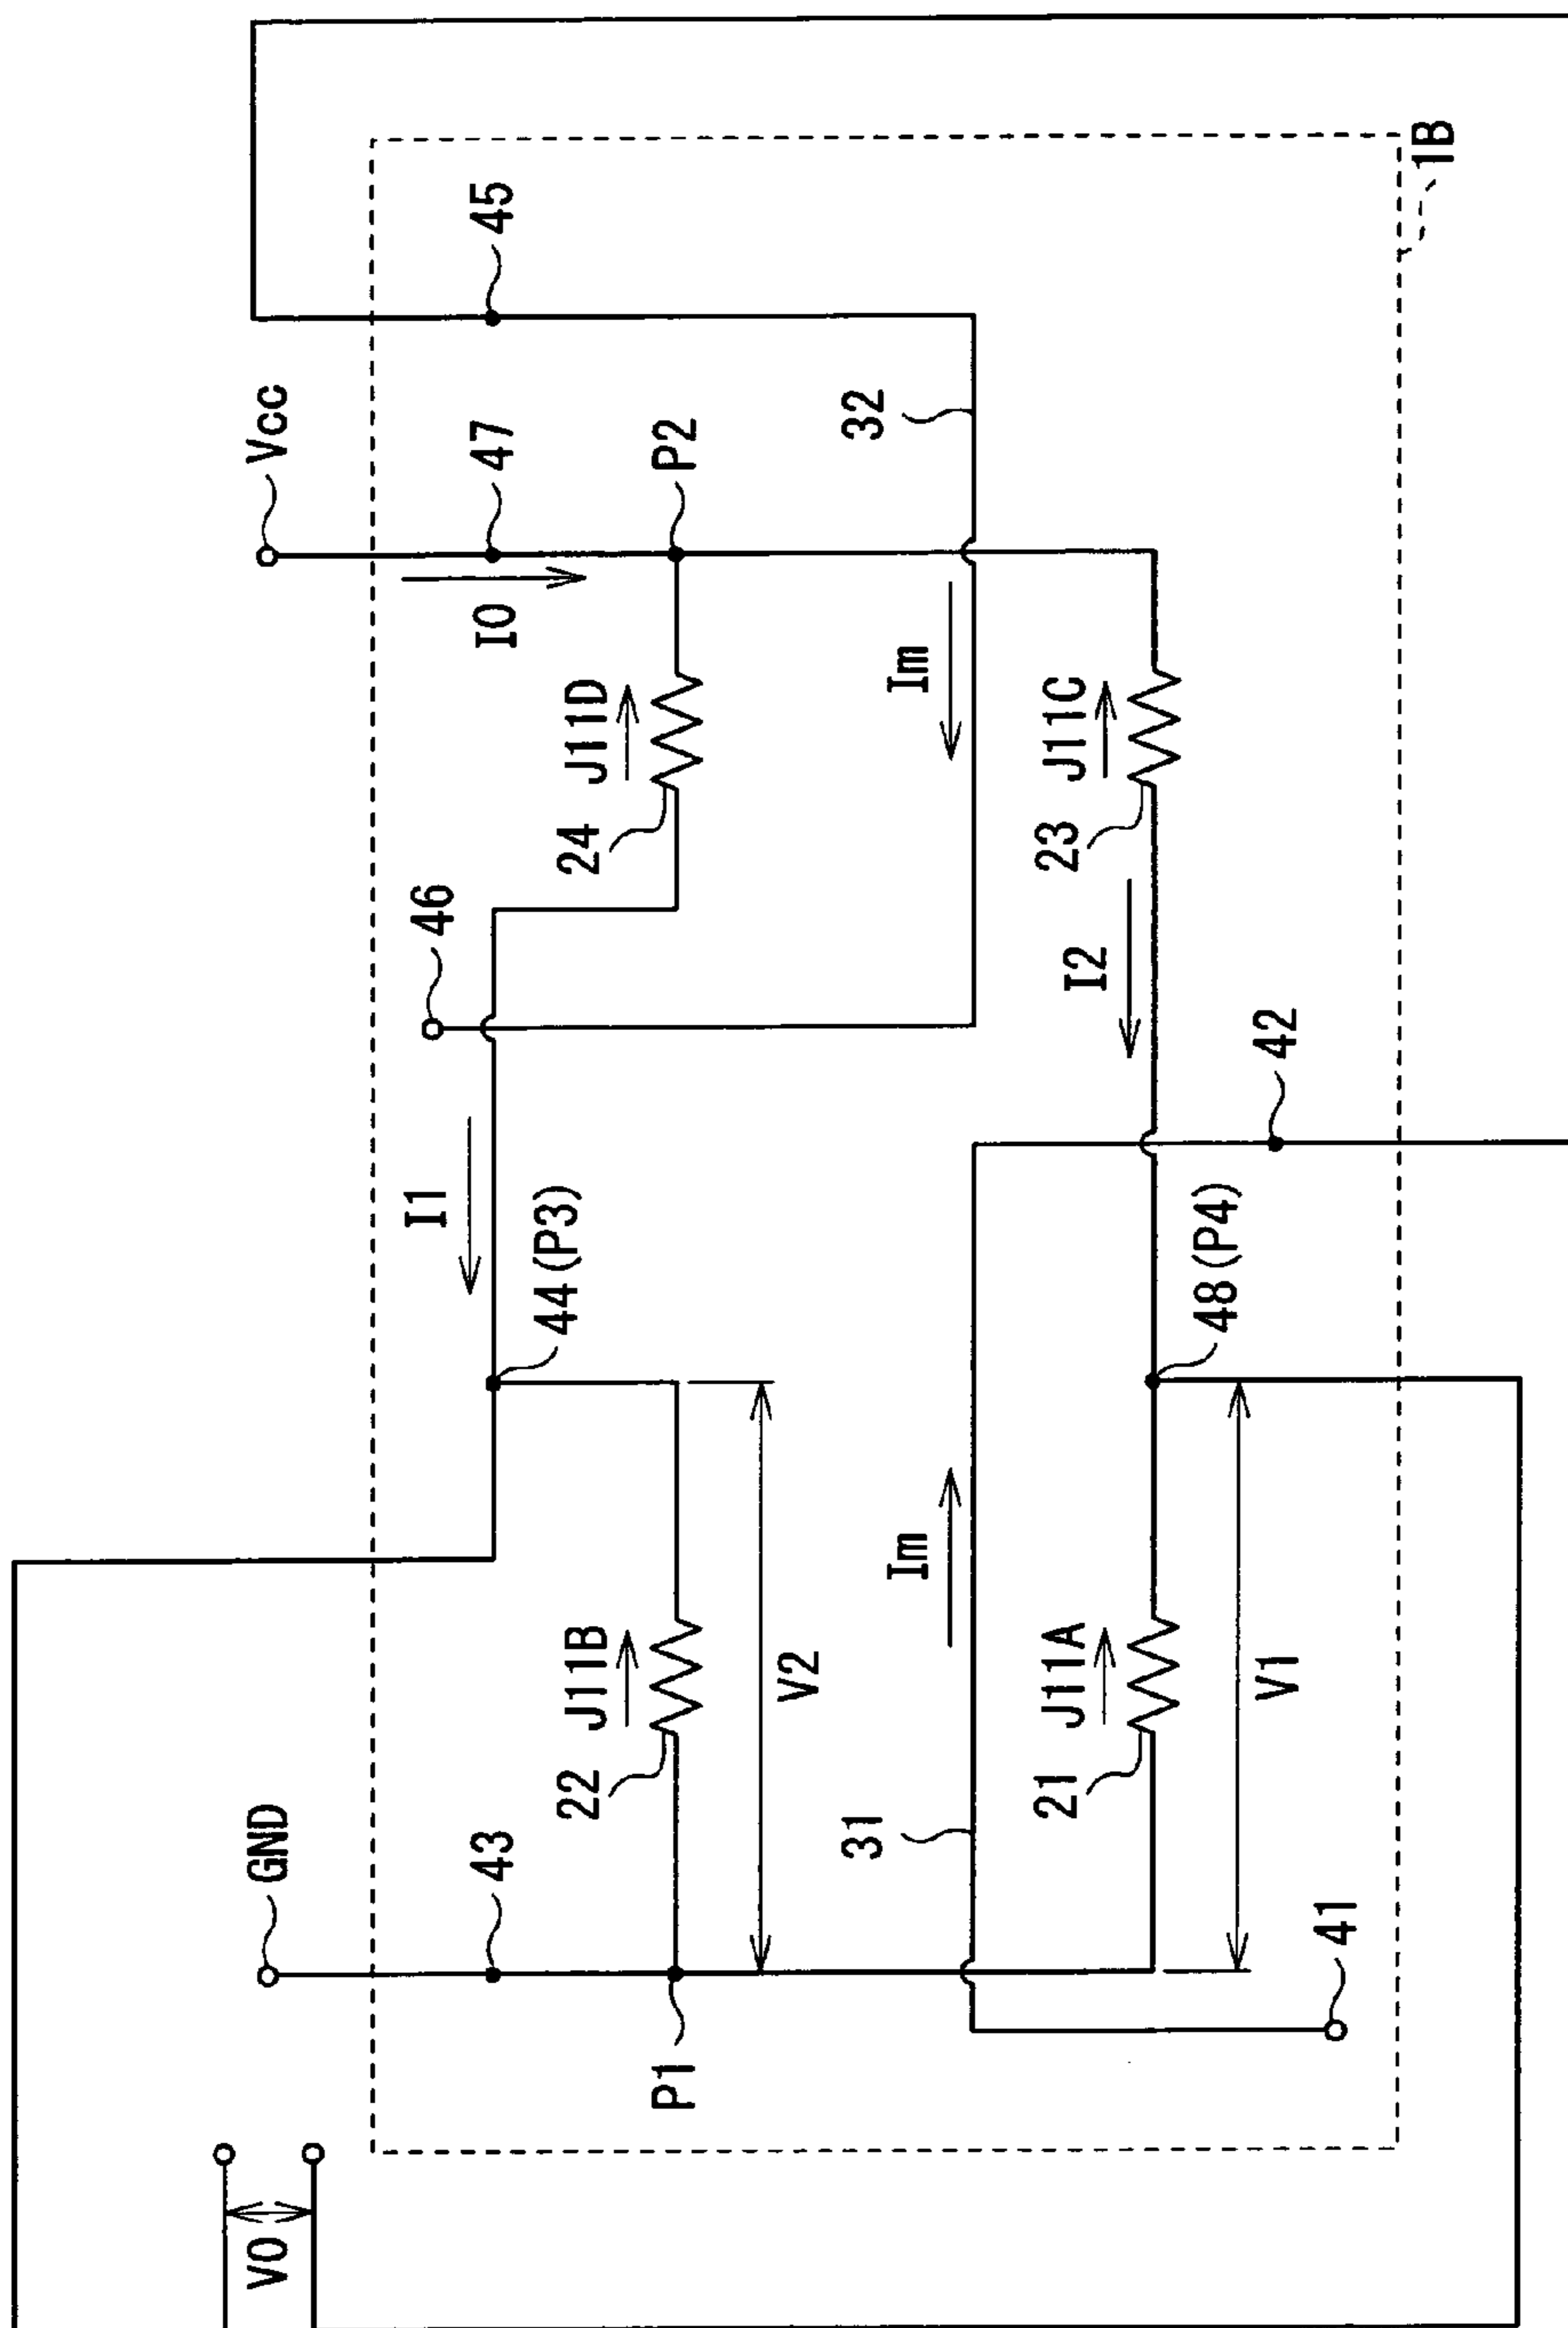 1B
45
Vcc
47
P2
32
I0
J11D
24
Im
J11C
23
46
I2
42
I1
44(P3)
48(P4)
Im
J11B
22
V2
J11A
21
V1
31
GND
43
41
P1
V0